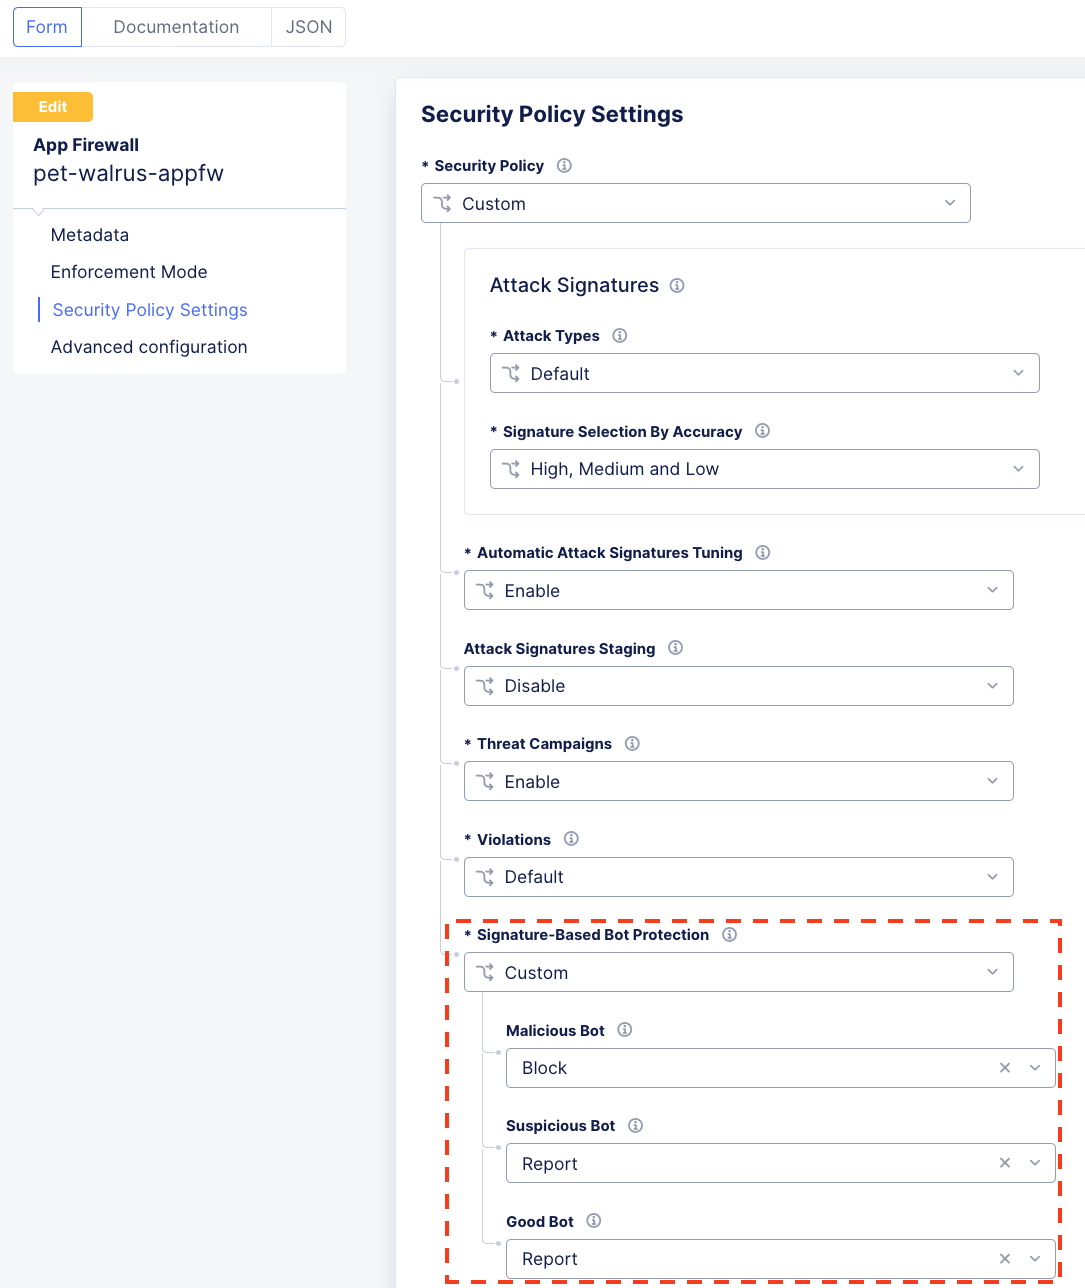 Form
Documentation
JSON
Edit
App Firewall
pet-walrus-appfw
Metadata
Enforcement Mode
Security Policy Settings
Advanced configuration
Security Policy Settings
* Security Policy
Custom
Attack Signatures
* Attack Types
Default
* Signature Selection By Accuracy
High, Medium and Low
* Automatic Attack Signatures Tuning
Enable
Attack Signatures Staging
Disable
* Threat Campaigns
Enable
* Violations
Default
* Signature-Based Bot Protection
Custom
Malicious Bot
Block
Suspicious Bot
Report
Good Bot
Report